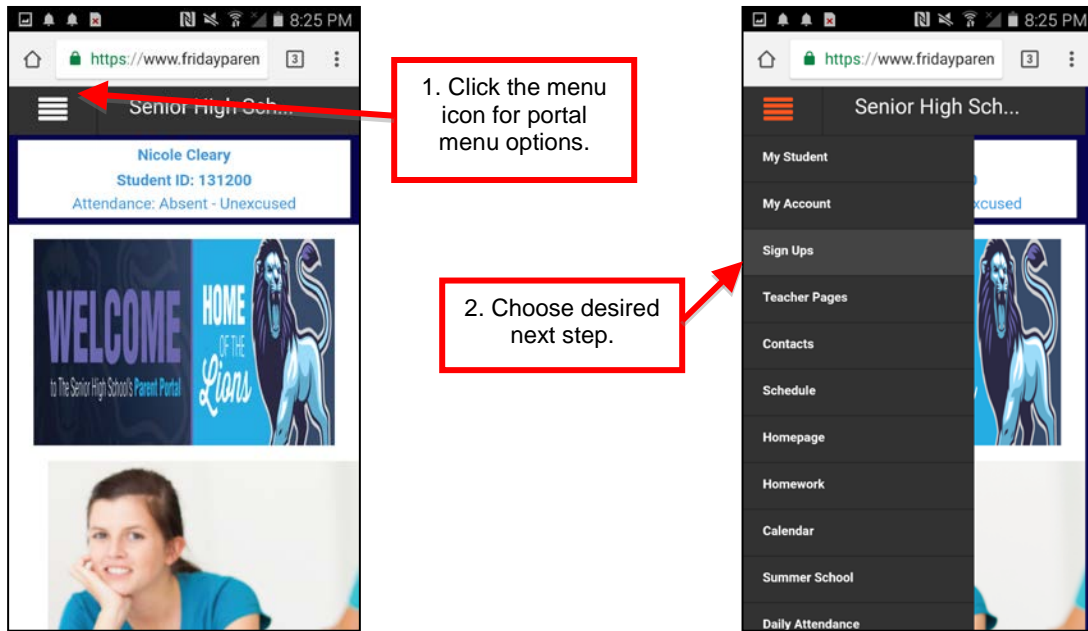 8:25 PM
https://www.fridayparen
3
Senior High Sch...
Nicole Cleary
Student ID: 131200
Attendance: Absent - Unexcused
WELCOME
to The Senior High School's Parent Portal
HOME
OF THE
Lions
1. Click the menu
icon for portal
menu options.
2. Choose desired
next step.
8:25 PM
https://www.fridayparen
3
Senior High Sch...
My Student
My Account
xcused
Sign Ups
Teacher Pages
Contacts
Schedule
Homepage
Homework
Calendar
Summer School
Daily Attendance